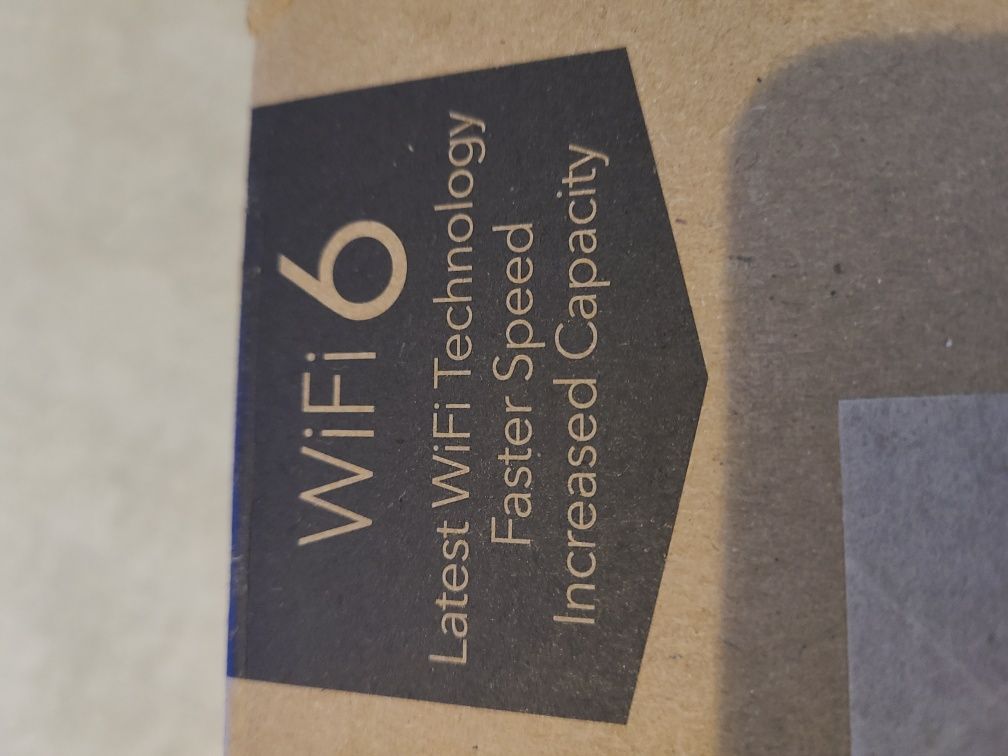 WiFi 6
Latest WiFi Technology
Faster Speed
Increased Capacity